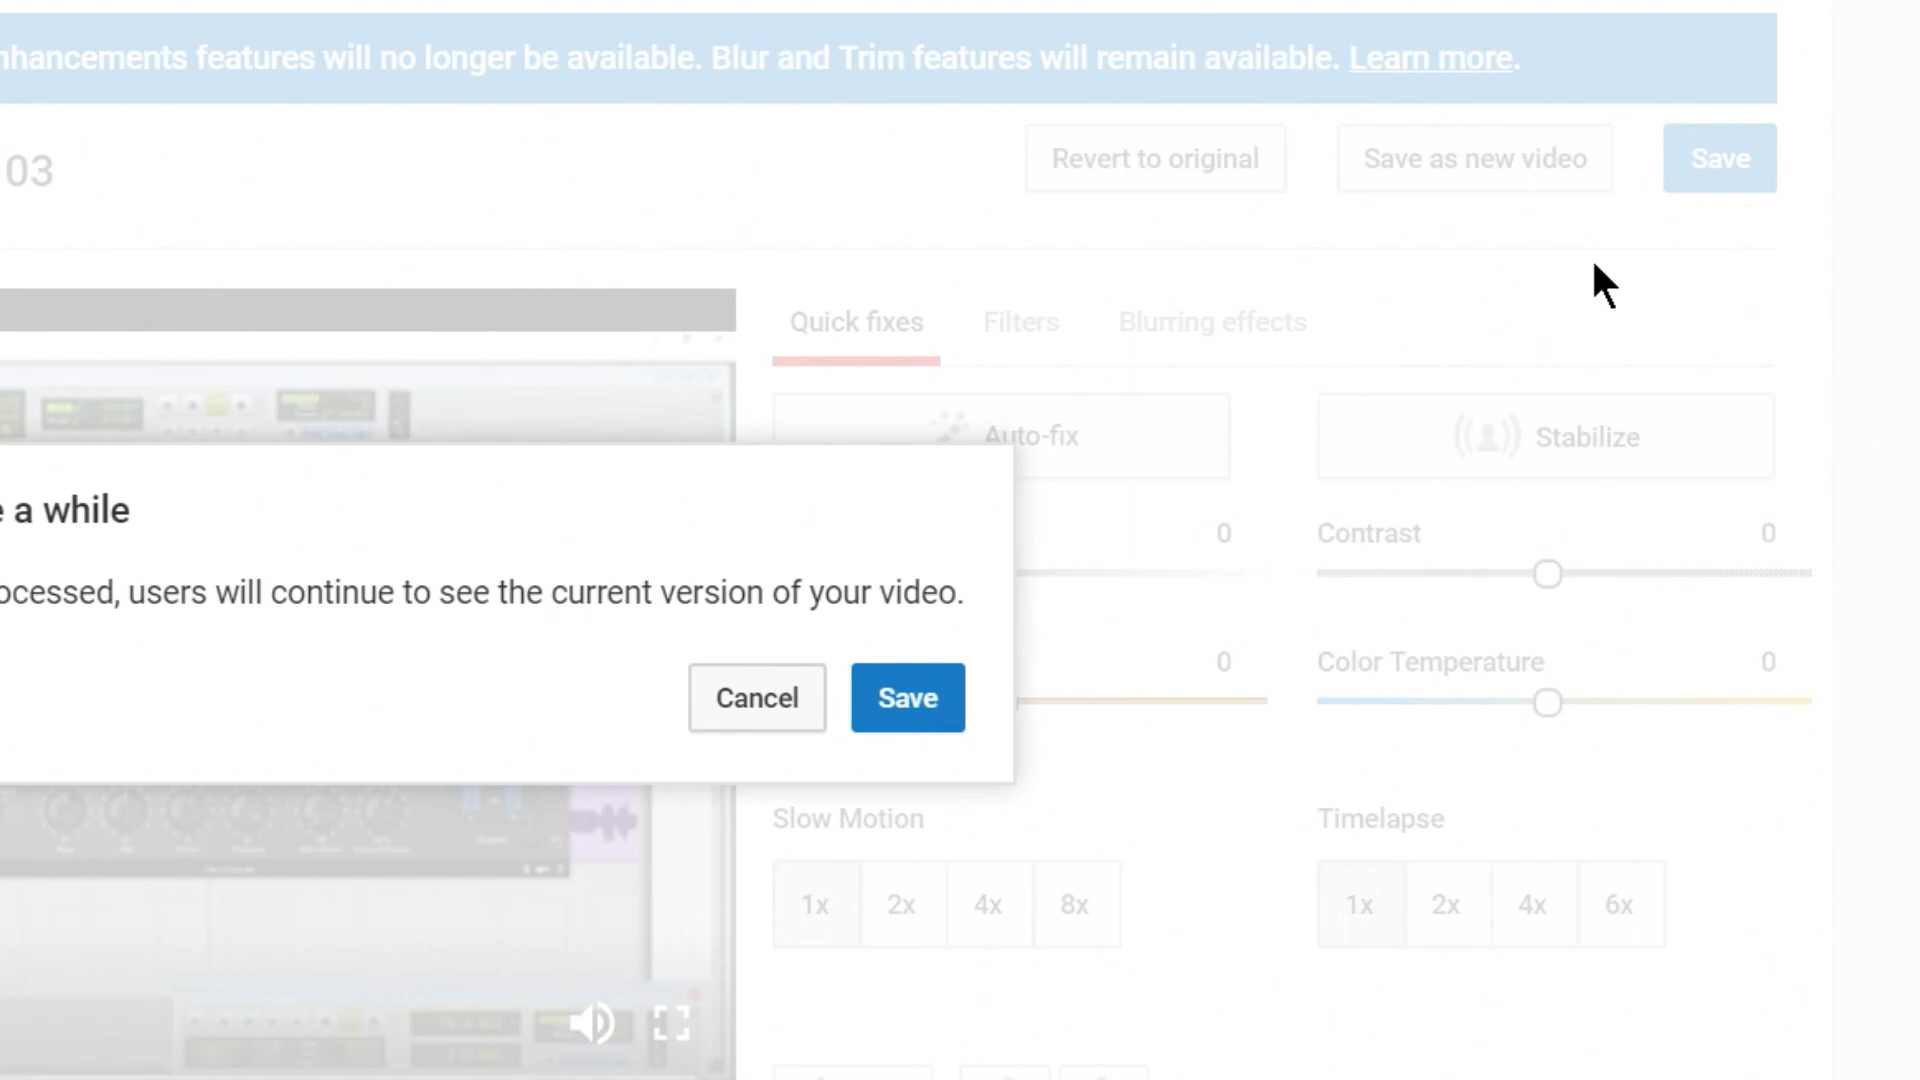 nhancements features will no longer be available. Blur and Trim features will remain available. Learn more.
03
Revert to original
Save as new video
Save
Quick fixes
Filters
Blurring effects
Auto-fix
Stabilize
e a while
ocessed, users will continue to see the current version of your video.
Cancel
Save
0
Contrast
0
0
Color Temperature
0
Slow Motion
Timelapse
1x
2x
4x
8x
1x
2x
4x
6x